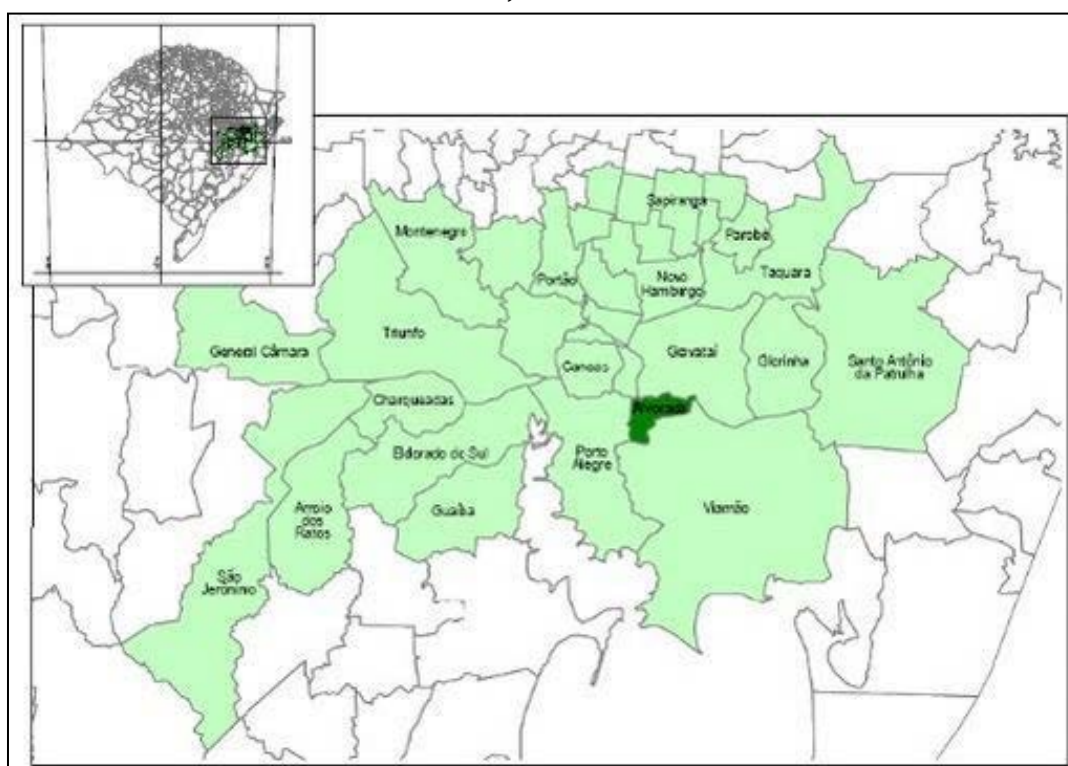 Sapiranga
Montenegro
Parobé
Portão
Novo
Hamburgo
Taquara
Triunfo
General Câmara
Canoas
Gravataí
Glorinha
Santo Antônio
da Patrulha
Charqueadas
Alvorada
Eldorado do Sul
Porto
Alegre
Guaíba
Viamão
Arroio
dos
Ratos
São
Jerônimo